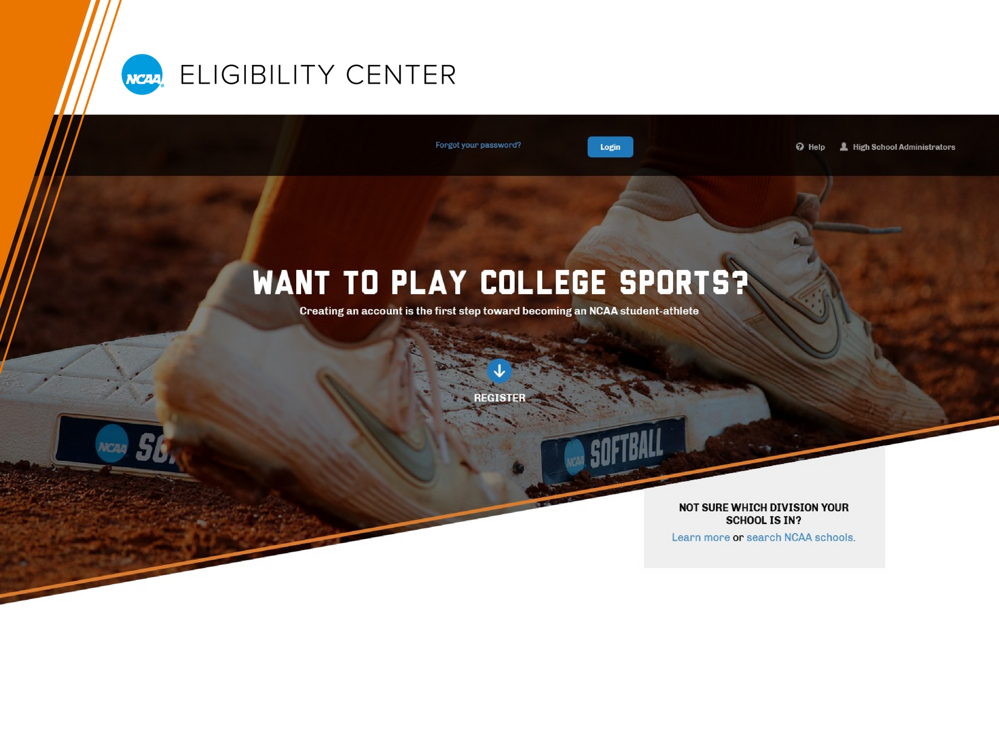 NCAA
ELIGIBILITY CENTER
Forgot your password?
Login
Help
High School Administrators
WANT TO PLAY COLLEGE SPORTS?
Creating an account is the first step toward becoming an NCAA student-athlete
REGISTER
NCAA
NCAA SOFTBALL
NOT SURE WHICH DIVISION YOUR
SCHOOL IS IN?
Learn more or search NCAA schools.